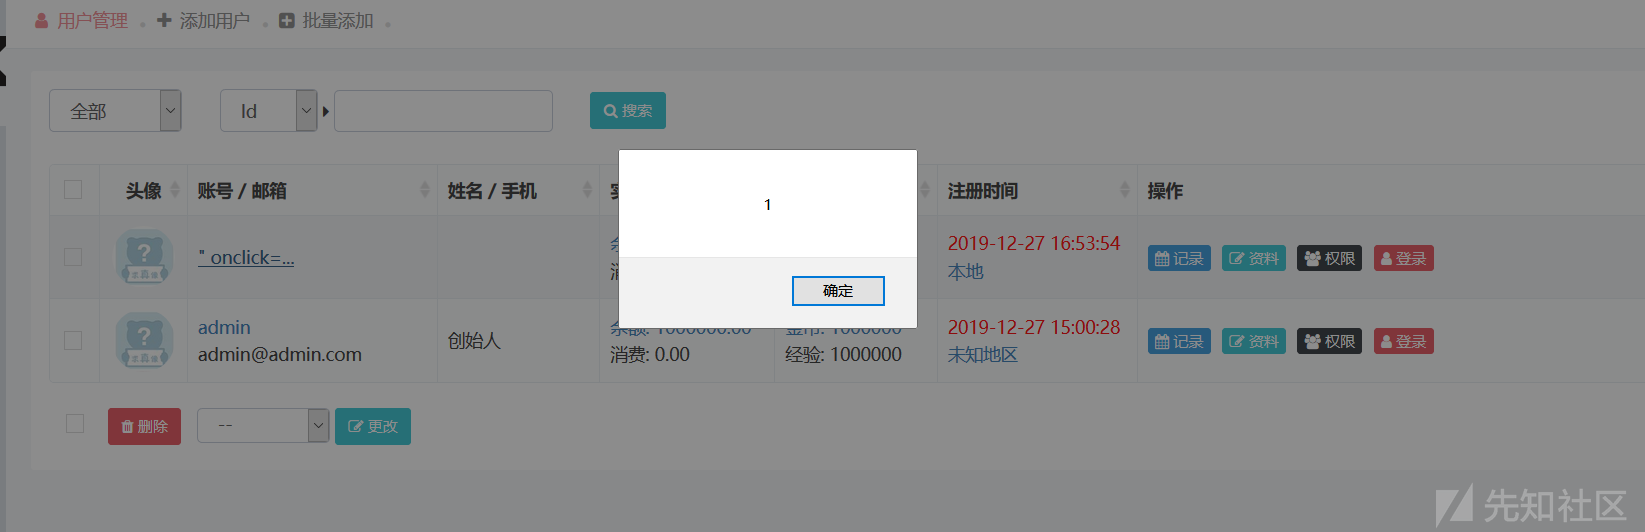 用户管理 添加用户 批量添加
全部 Id 搜索
头像 账号 / 邮箱 姓名 / 手机 注册时间 操作
1
确定
" onclick=... 2019-12-27 16:53:54 记录 资料 权限 登录
本地
admin 余额: 1000000.00 金币: 1000000 2019-12-27 15:00:28 记录 资料 权限 登录
admin@admin.com 创始人 消费: 0.00 经验: 1000000 未知地区
删除 -- 更改
先知社区